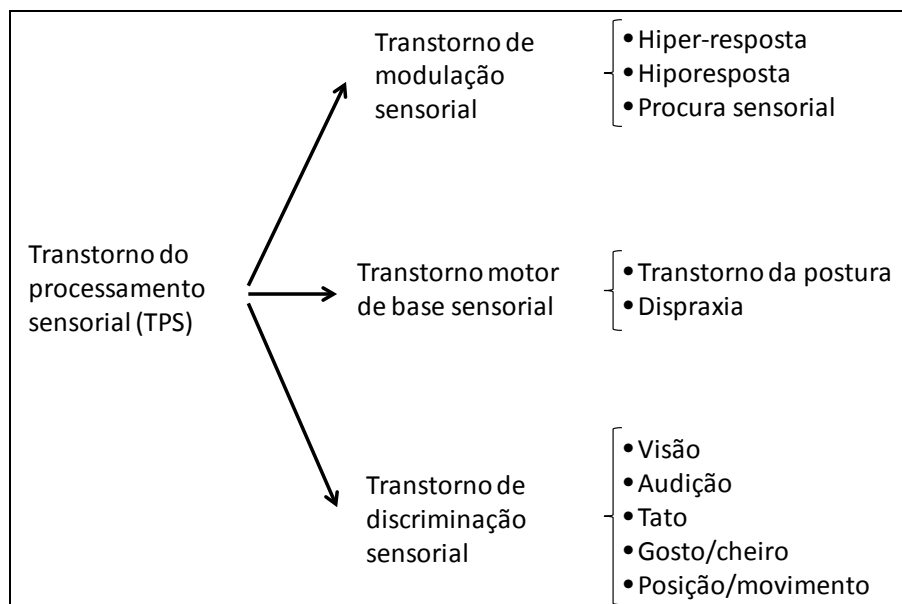 Transtorno de
modulação
sensorial
• Hiper-resposta
• Hiporesposta
• Procura sensorial
Transtorno do
processamento
sensorial (TPS)
Transtorno motor
de base sensorial
• Transtorno da postura
• Dispraxia
Transtorno de
discriminação
sensorial
• Visão
• Audição
• Tato
• Gosto/cheiro
• Posição/movimento